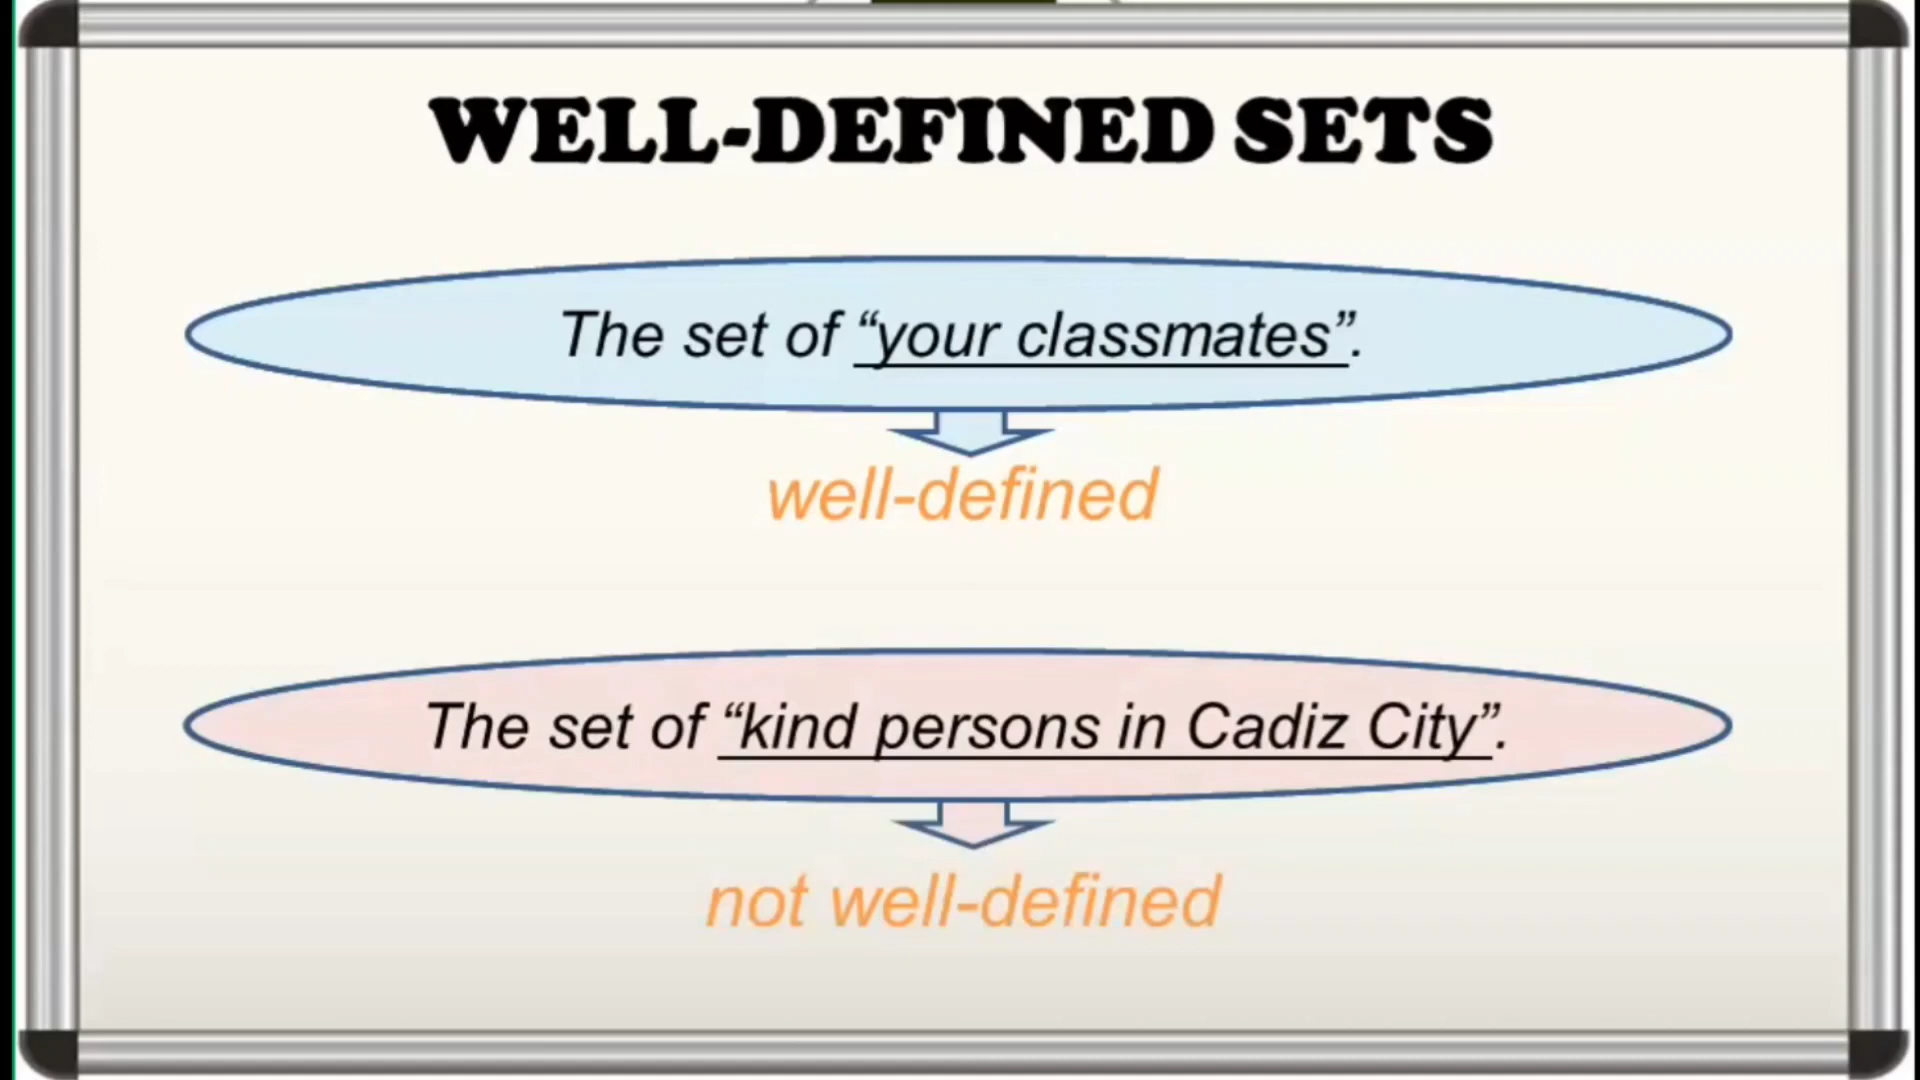 WELL-DEFINED SETS
The set of “your classmates”.
well-defined
The set of “kind persons in Cadiz City”.
not well-defined